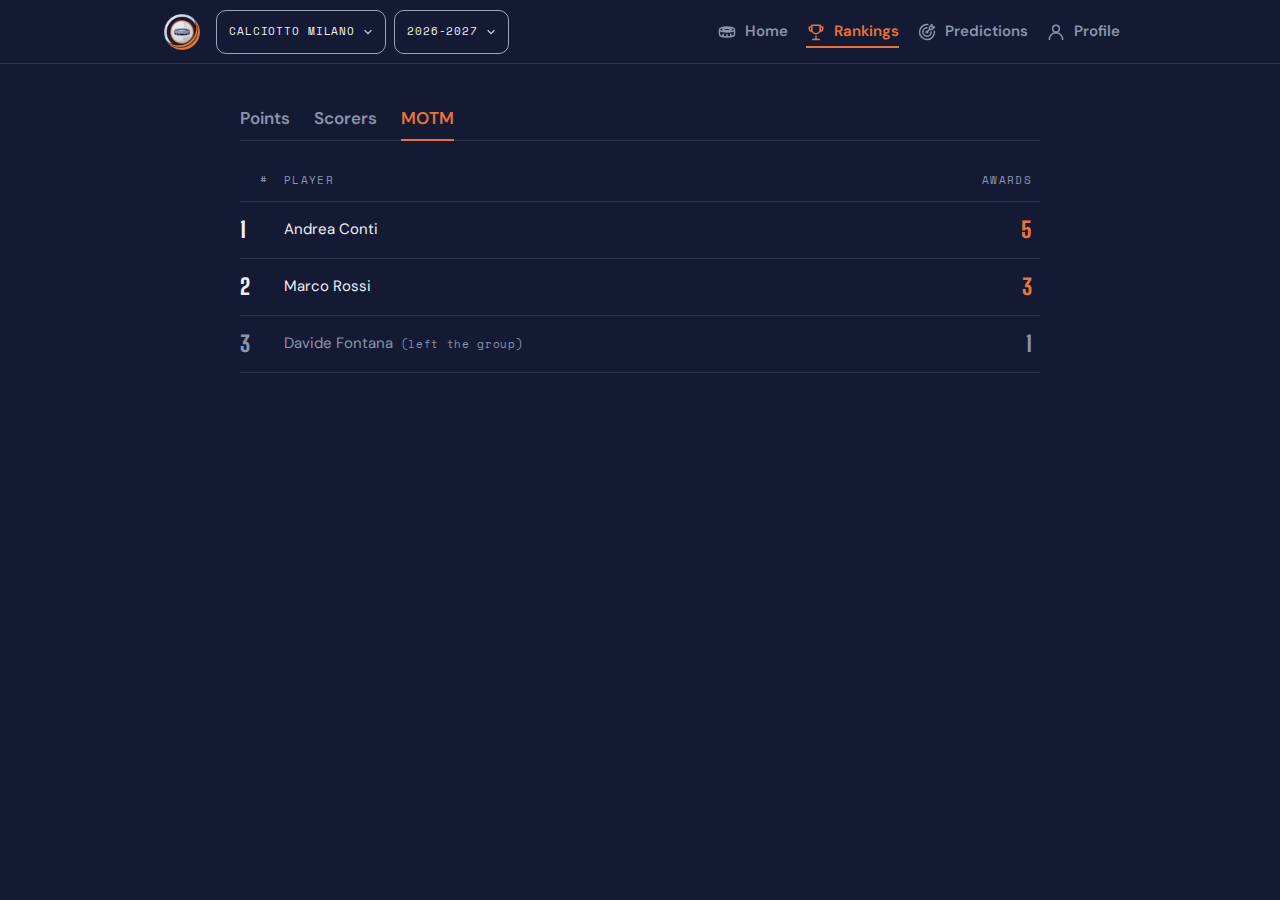 CALCIOTTO MILANO 2026-2027 Home Rankings Predictions Profile
Points Scorers MOTM
# PLAYER AWARDS
1 Andrea Conti 5
2 Marco Rossi 3
3 Davide Fontana (left the group) 1